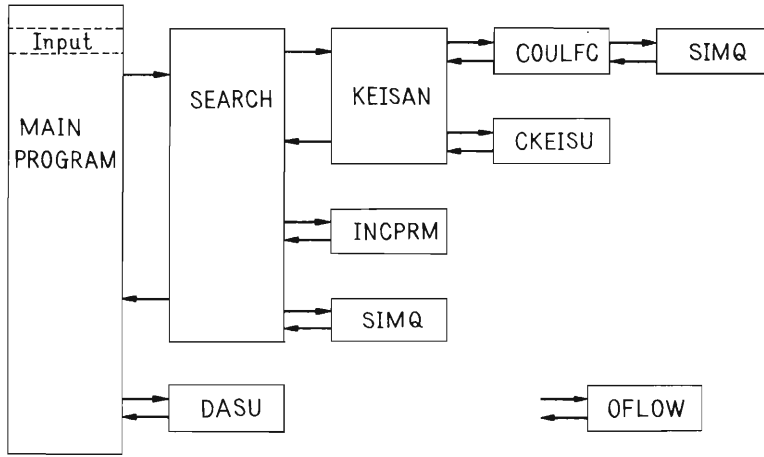 Input
MAIN
PROGRAM
SEARCH
KEISAN
COULFC
SIMQ
CKEISU
INCPRM
SIMQ
DASU
OFLOW